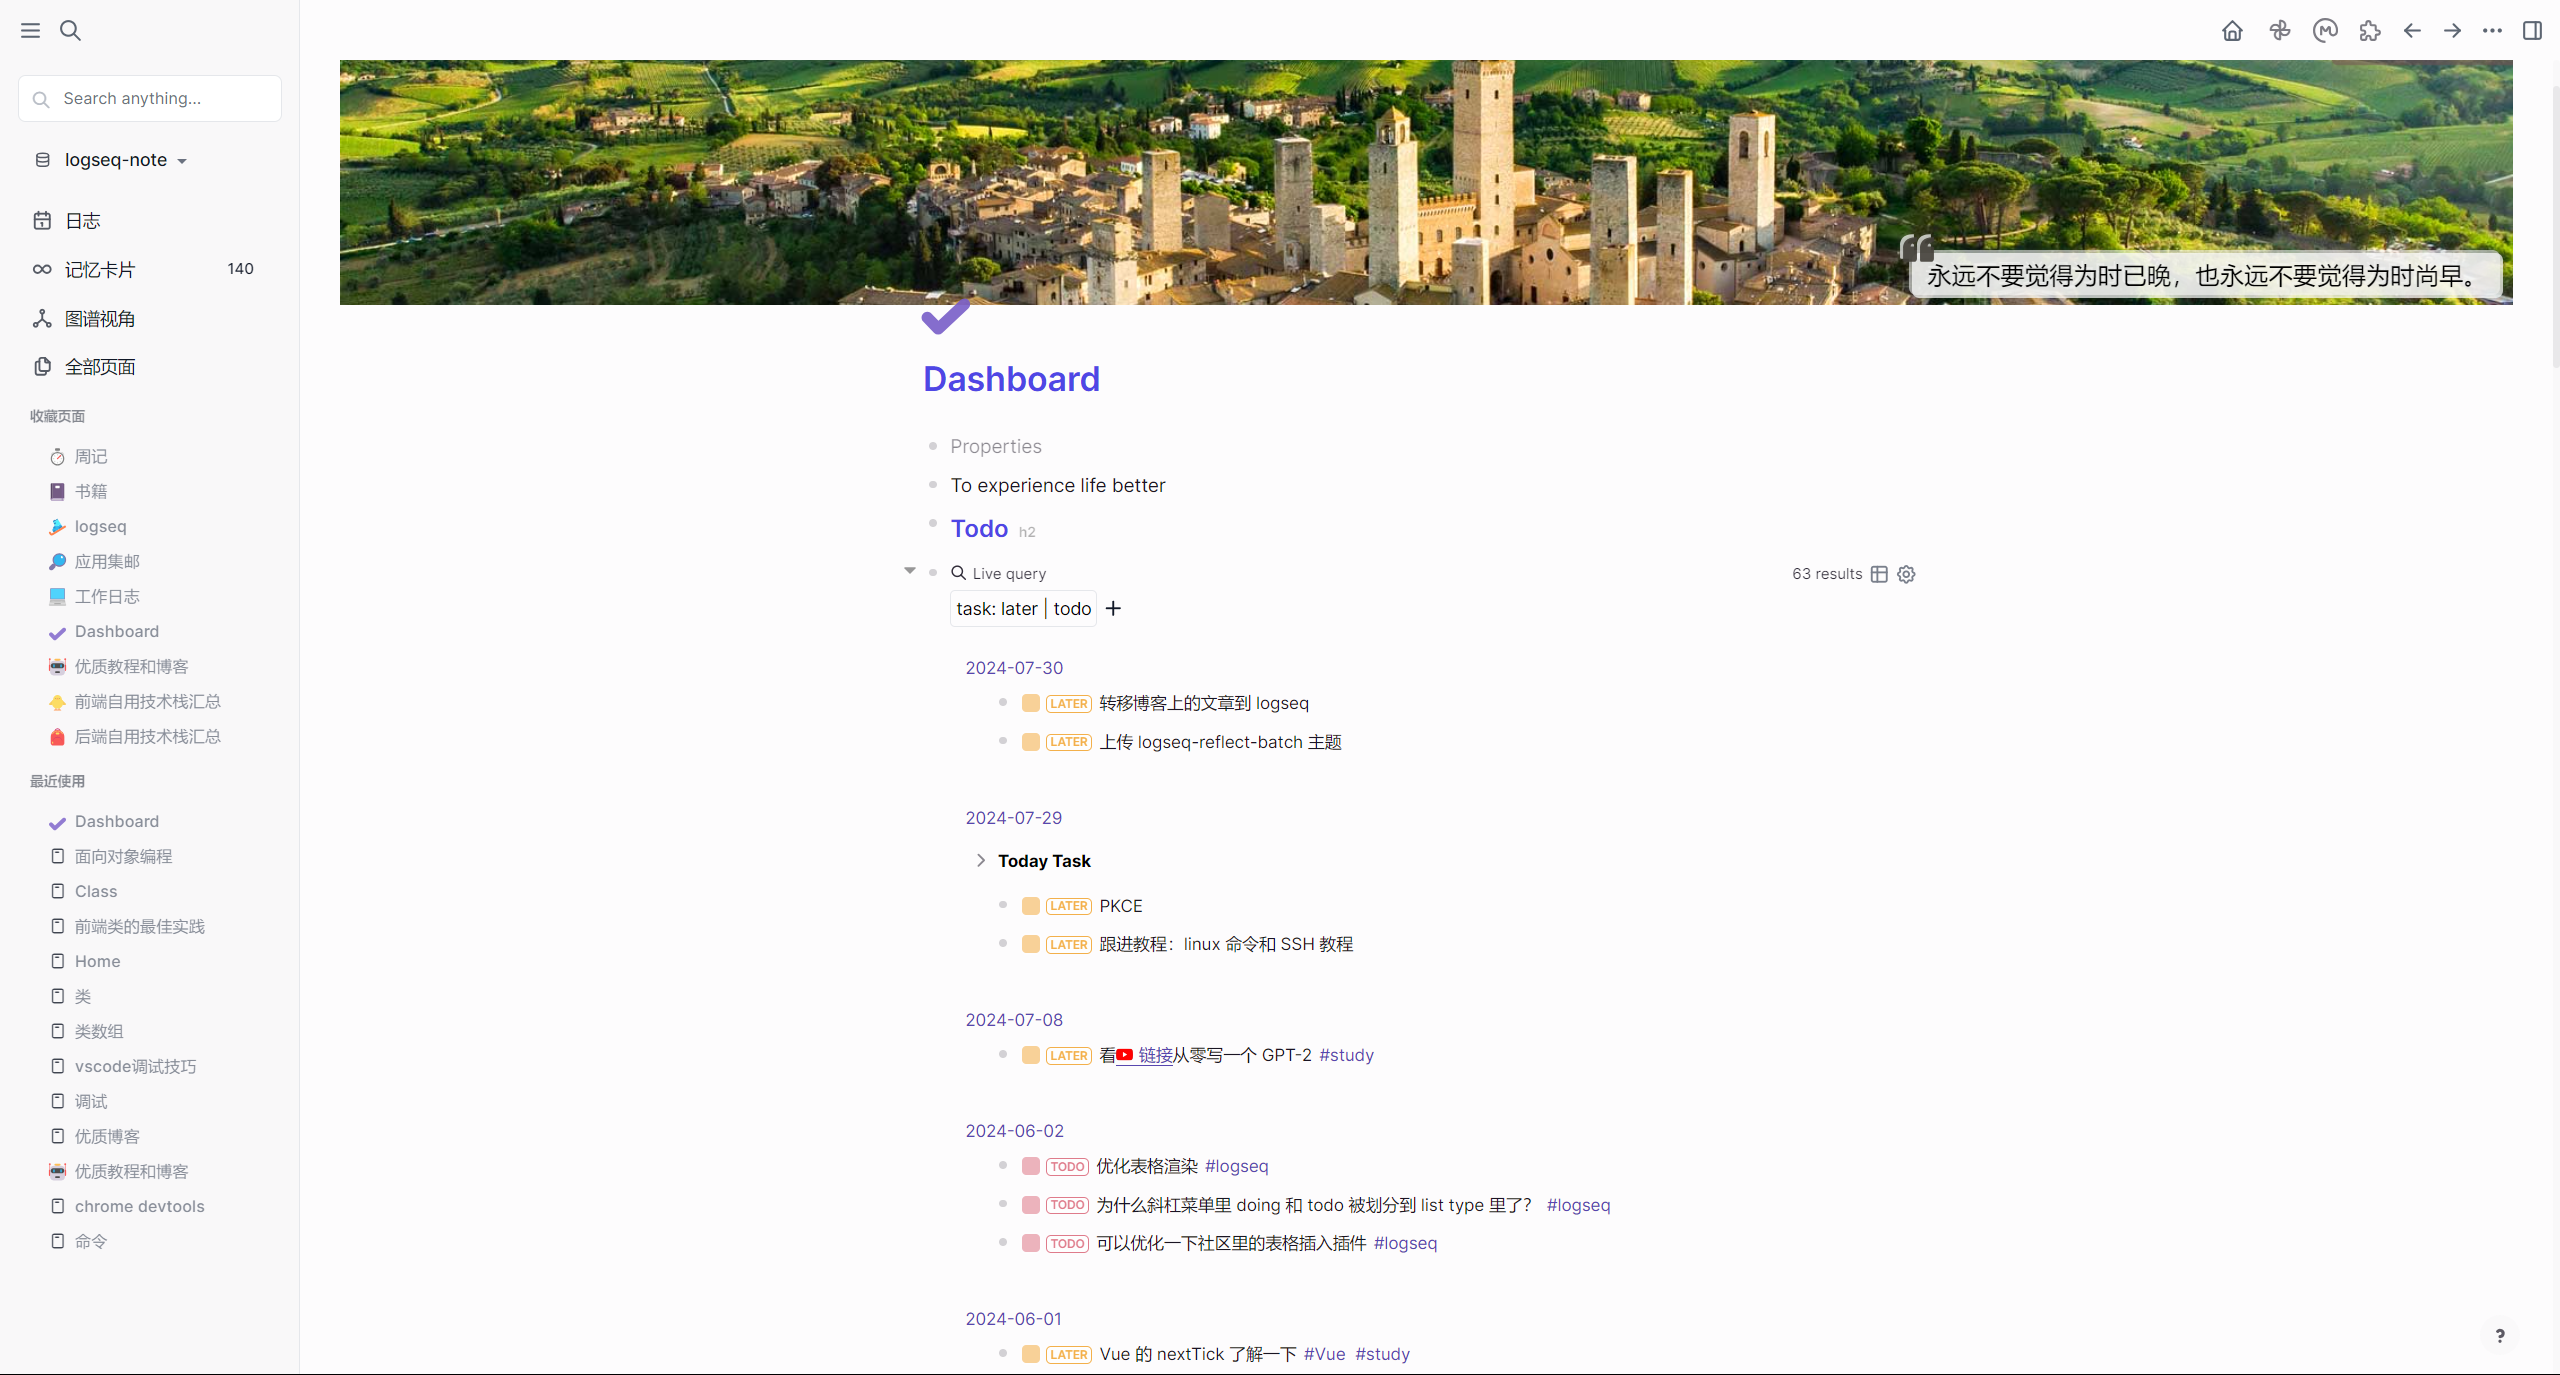 Search anything...
logseq-note
日志
记忆卡片 140
图谱视角
全部页面
收藏页面
周记
书籍
logseq
应用集邮
工作日志
Dashboard
优质教程和博客
前端自用技术栈汇总
后端自用技术栈汇总
最近使用
Dashboard
面向对象编程
Class
前端类的最佳实践
Home
类
类数组
vscode调试技巧
调试
优质博客
优质教程和博客
chrome devtools
命令
永远不要觉得为时已晚，也永远不要觉得为时尚早。
Dashboard
Properties
To experience life better
Todo h2
Live query 63 results
task: later | todo +
2024-07-30
LATER 转移博客上的文章到 logseq
LATER 上传 logseq-reflect-batch 主题
2024-07-29
Today Task
LATER PKCE
LATER 跟进教程：linux 命令和 SSH 教程
2024-07-08
LATER 看 链接从零写一个 GPT-2 #study
2024-06-02
TODO 优化表格渲染 #logseq
TODO 为什么斜杠菜单里 doing 和 todo 被划分到 list type 里了？ #logseq
TODO 可以优化一下社区里的表格插入插件 #logseq
2024-06-01
LATER Vue 的 nextTick 了解一下 #Vue #study
?